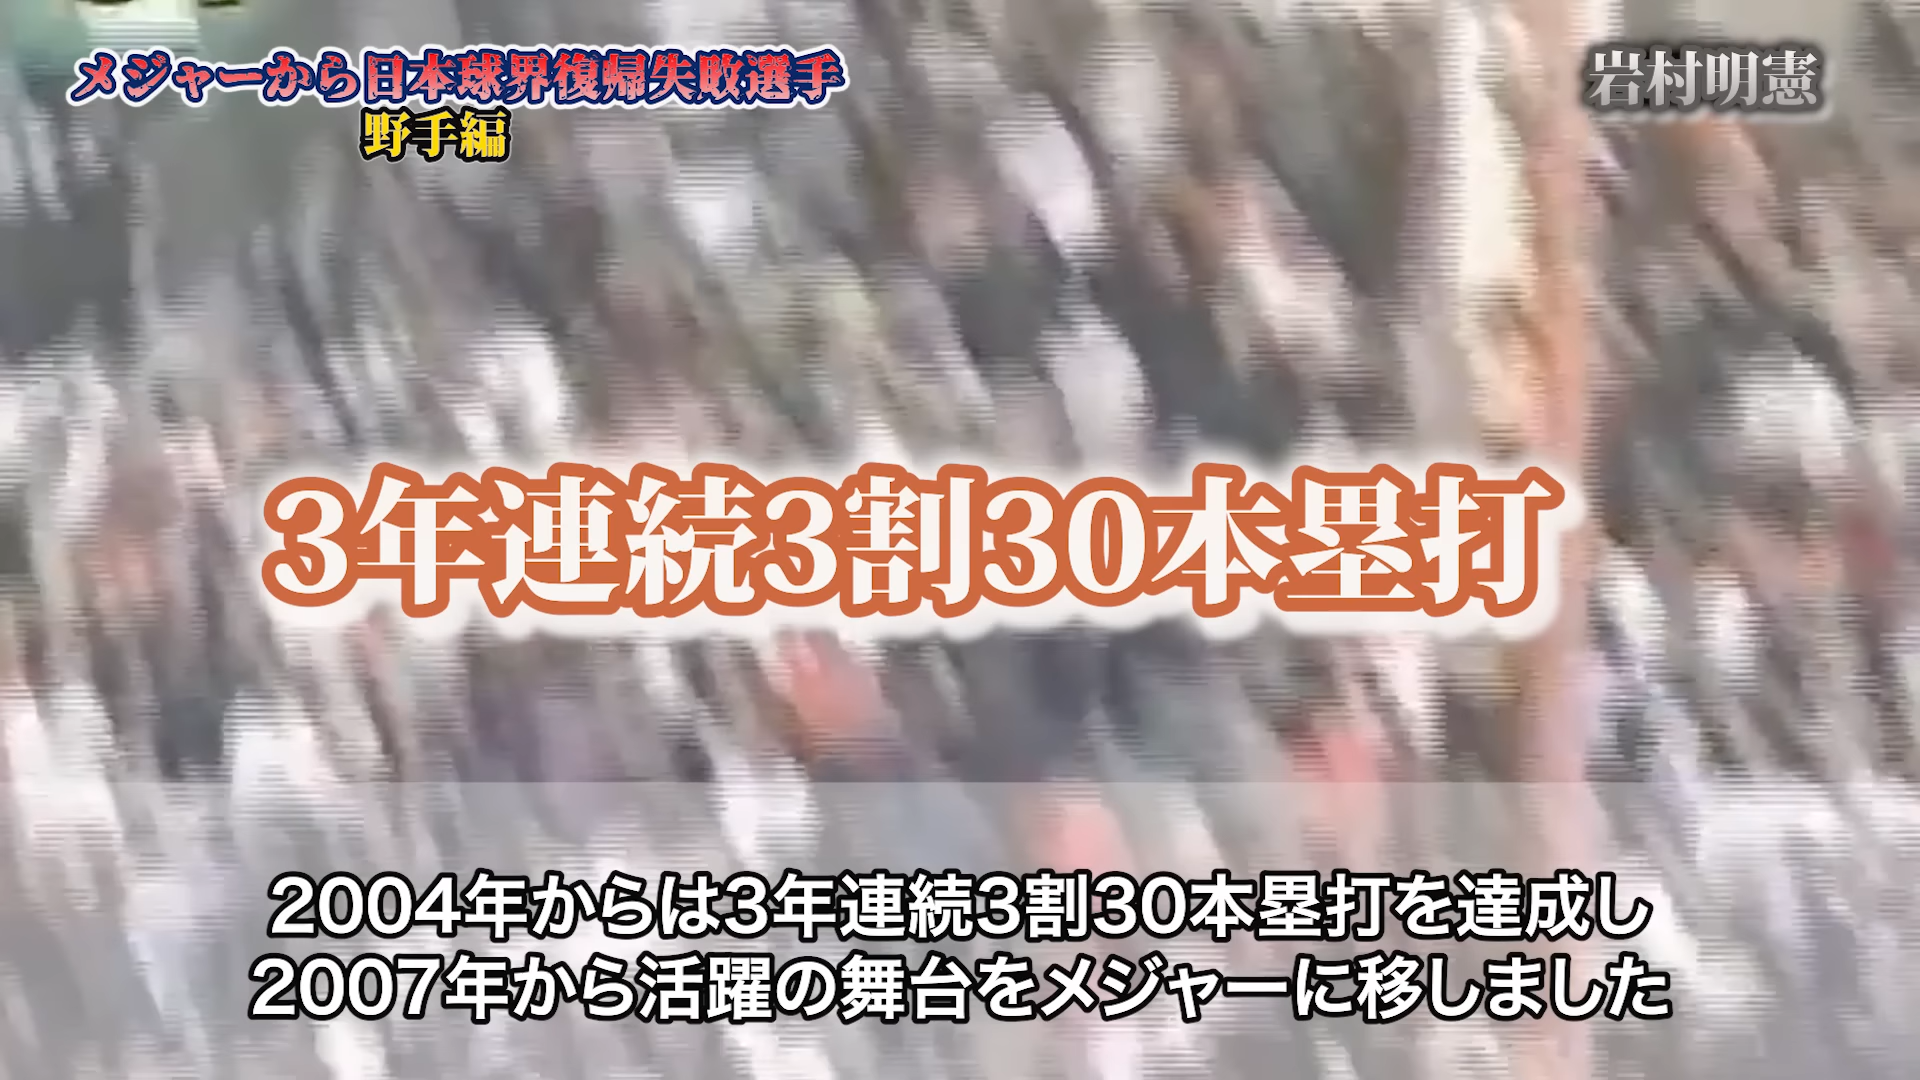 メジャーから日本球界復帰失敗選手
野手編
岩村明憲
3年連続3割30本塁打
2004年からは3年連続3割30本塁打を達成し
2007年から活躍の舞台をメジャーに移しました